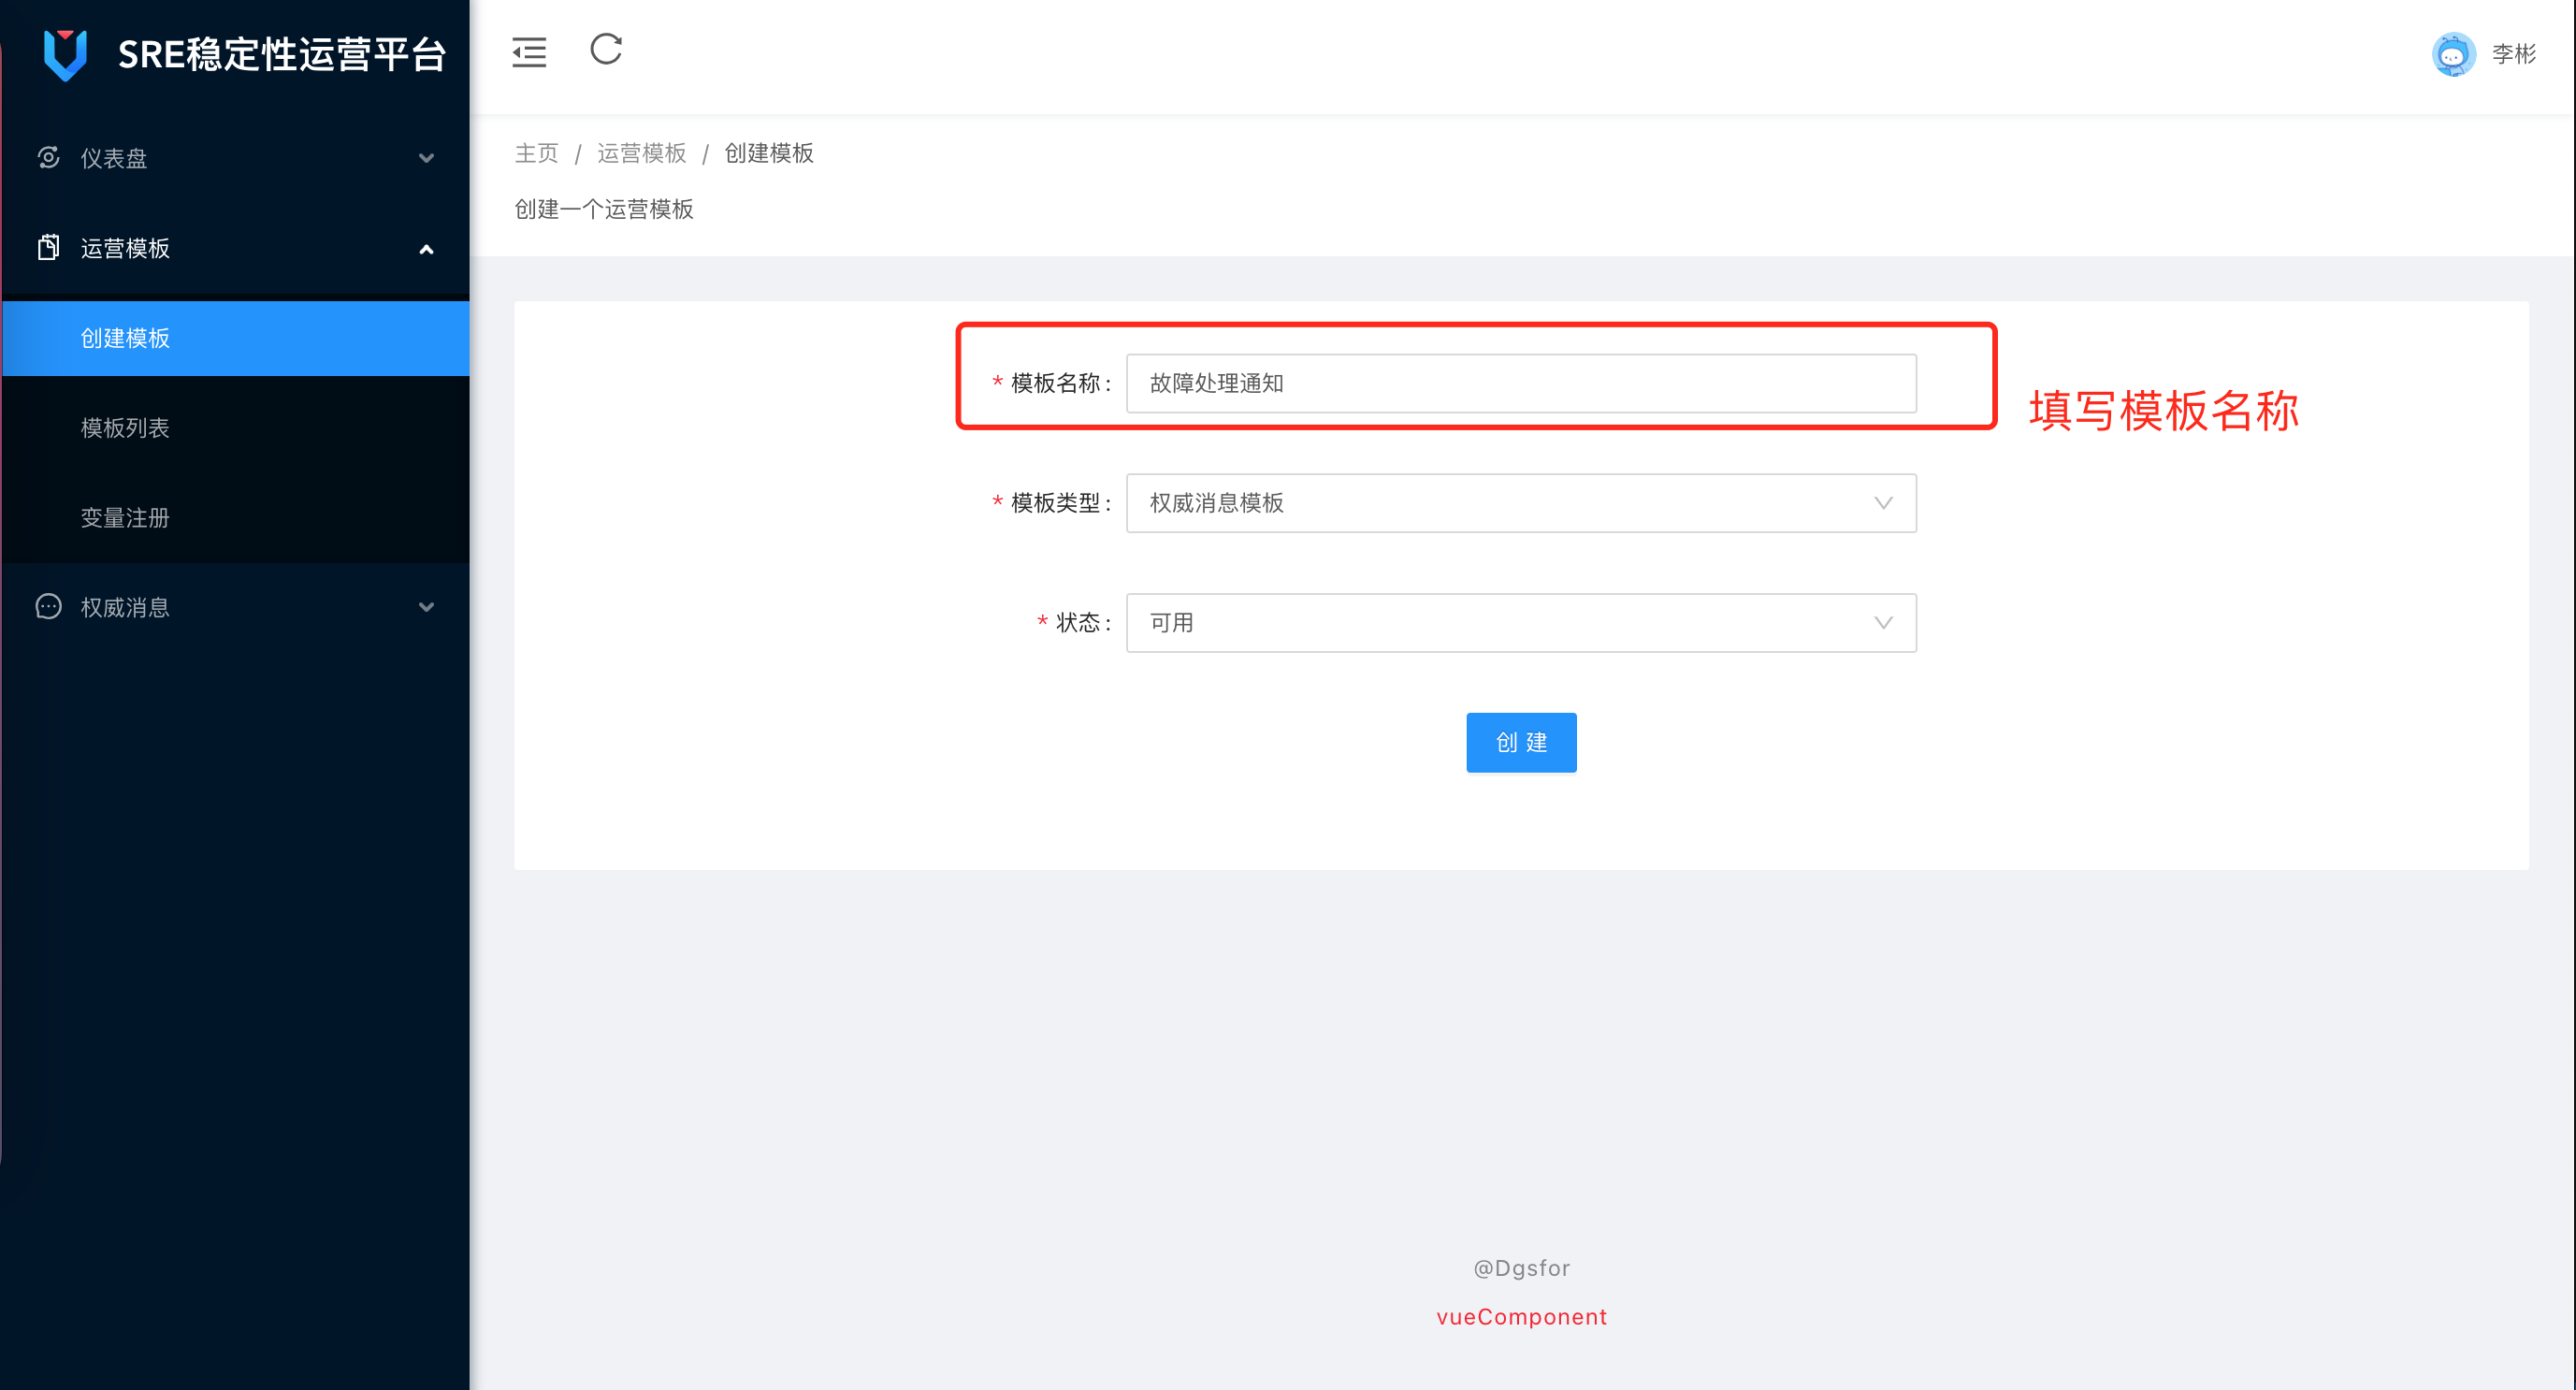 SRE稳定性运营平台
仪表盘
运营模板
创建模板
模板列表
变量注册
权威消息
李彬
主页 / 运营模板 / 创建模板
创建一个运营模板
* 模板名称 : 故障处理通知
填写模板名称
* 模板类型 : 权威消息模板
* 状态 : 可用
创 建
@Dgsfor
vueComponent